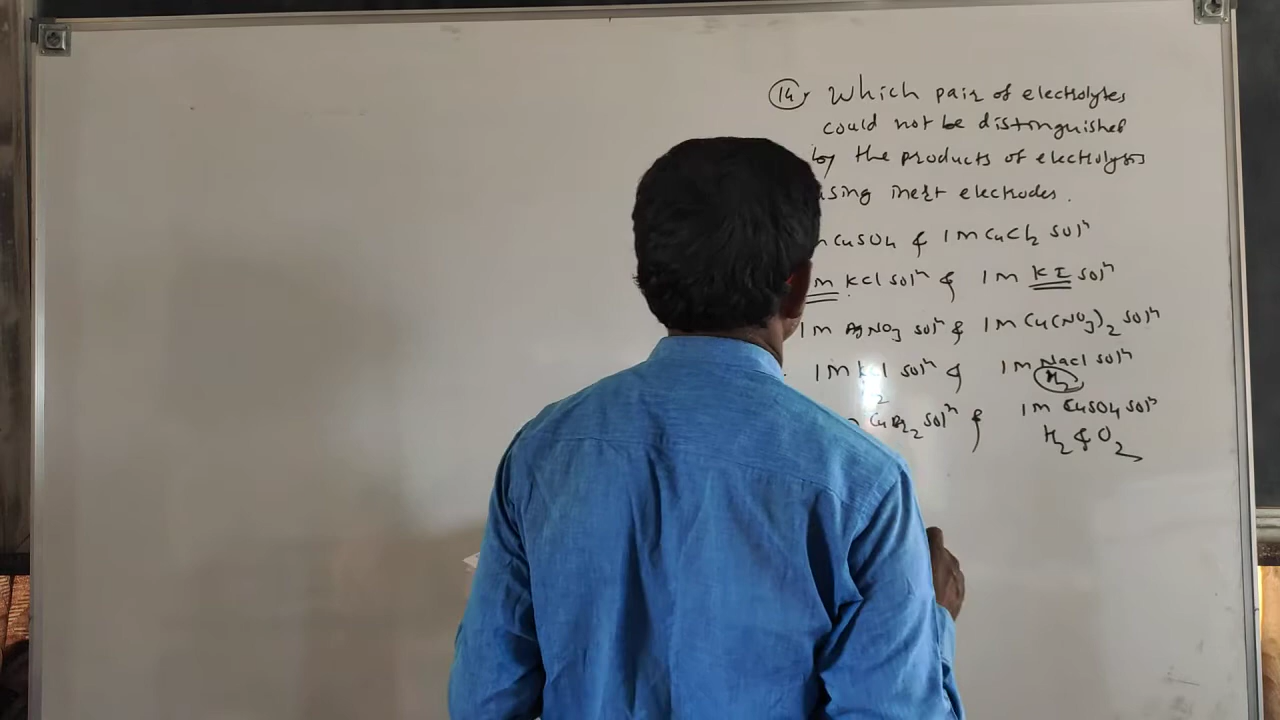 14, Which pair of electrolytes
could not be distinguished
by the products of electrolysis
using inert electrodes.
m CuSO4 & 1m CuCl2 solⁿ
m KCl solⁿ & 1m KI solⁿ
1m AgNO3 solⁿ & 1m Cu(NO3)2 solⁿ
1m KCl solⁿ & 1m NaCl solⁿ
2 H2
CuBr2 solⁿ & 1m CuSO4 solⁿ
H2 & O2